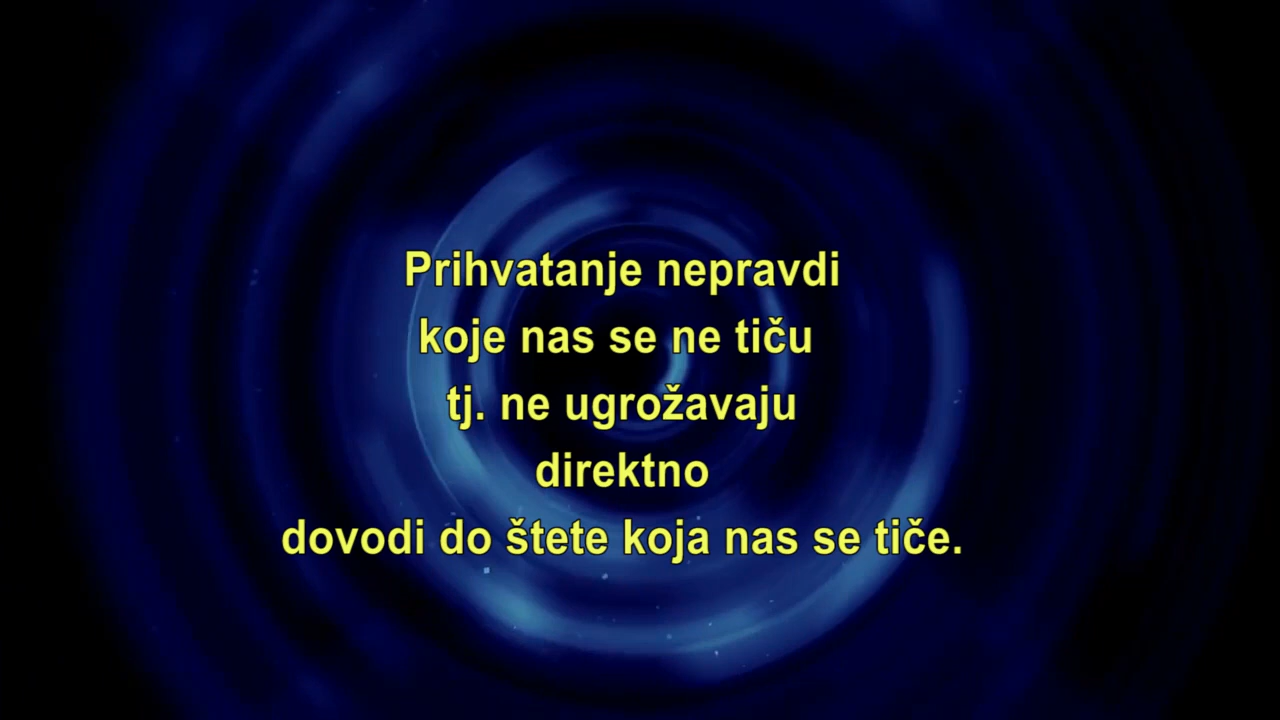 Prihvatanje nepravdi
koje nas se ne tiču
tj. ne ugrožavaju
direktno
dovodi do štete koja nas se tiče.